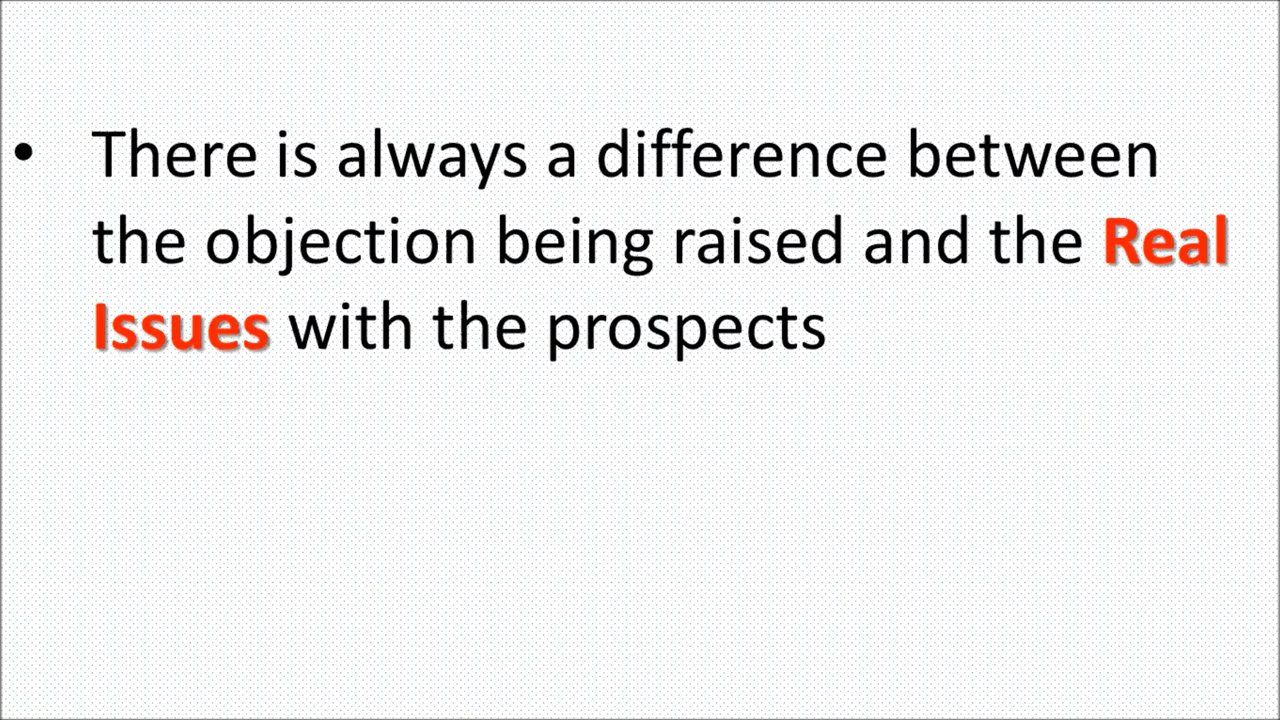 • There is always a difference between
the objection being raised and the Real
Issues with the prospects